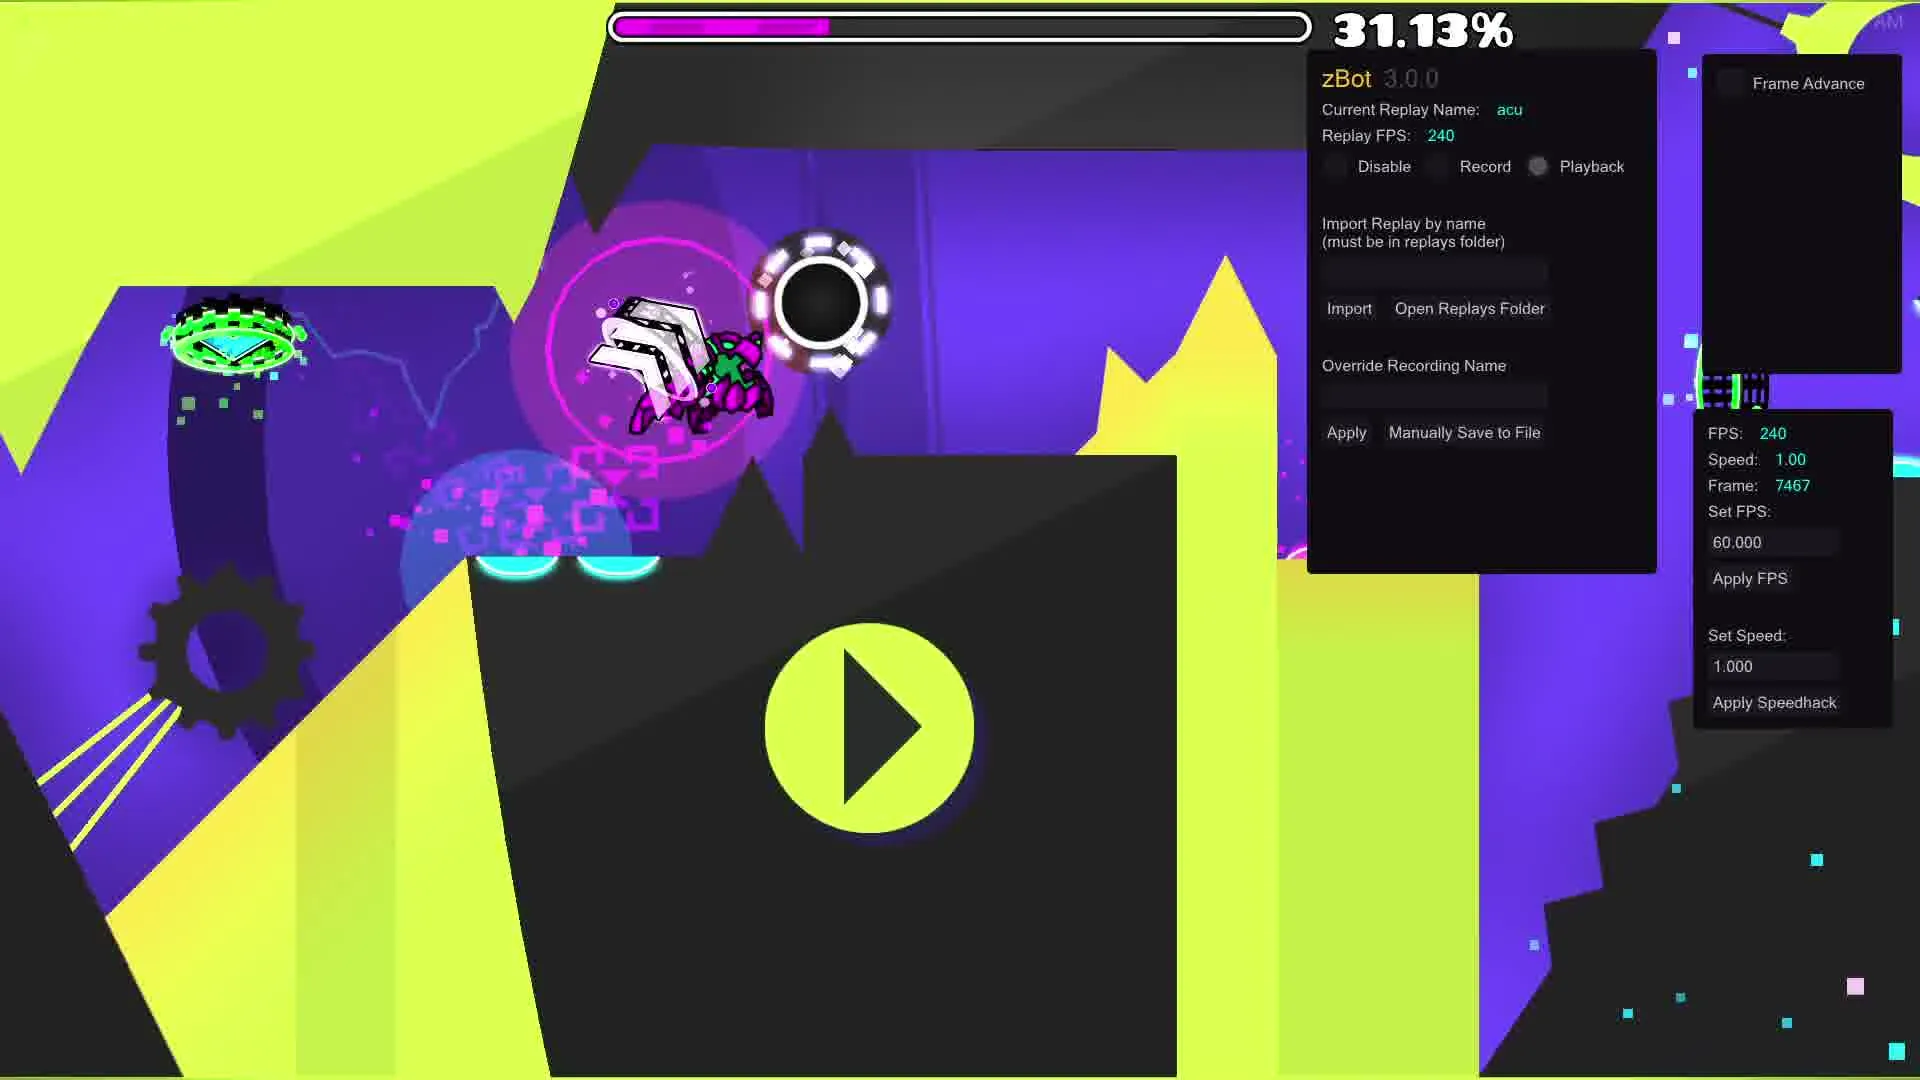 31.13%
AM
zBot 3.0.0
Current Replay Name: acu
Replay FPS: 240
Disable Record Playback
Import Replay by name
(must be in replays folder)
Import Open Replays Folder
Override Recording Name
Apply Manually Save to File
Frame Advance
FPS: 240
Speed: 1.00
Frame: 7467
Set FPS:
60.000
Apply FPS
Set Speed:
1.000
Apply Speedhack